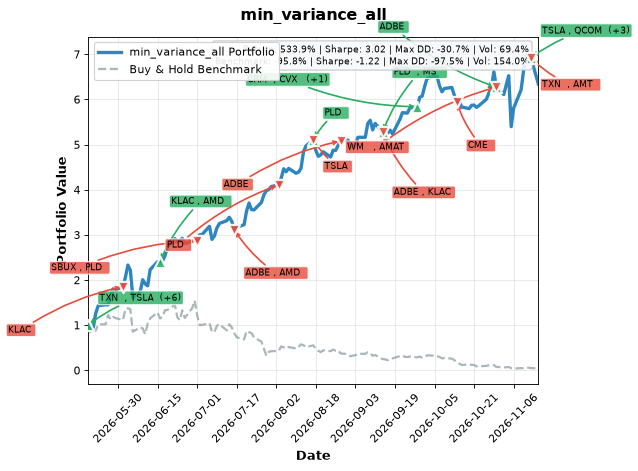 min_variance_all
ADBE
TSLA, QCOM (+3)
min_variance_all Portfolio
533.9% | Sharpe: 3.02 | Max DD: -30.7% | Vol: 69.4%
Buy & Hold Benchmark
95.8% | Sharpe: -1.22 | Max DD: -97.5% | Vol: 154.0%
, CVX (+1)
PLD , MS
TXN , AMT
PLD
WM , AMAT
CME
TSLA
ADBE
ADBE , KLAC
KLAC , AMD
PLD
SBUX , PLD
ADBE , AMD
TXN , TSLA (+6)
KLAC
Portfolio Value
7
6
5
4
3
2
1
0
2026-05-30
2026-06-15
2026-07-01
2026-07-17
2026-08-02
2026-08-18
2026-09-03
2026-09-19
2026-10-05
2026-10-21
2026-11-06
Date